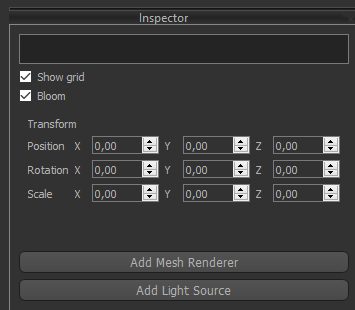 Inspector
Show grid
Bloom
Transform
Position X 0,00 Y 0,00 Z 0,00
Rotation X 0,00 Y 0,00 Z 0,00
Scale X 0,00 Y 0,00 Z 0,00
Add Mesh Renderer
Add Light Source